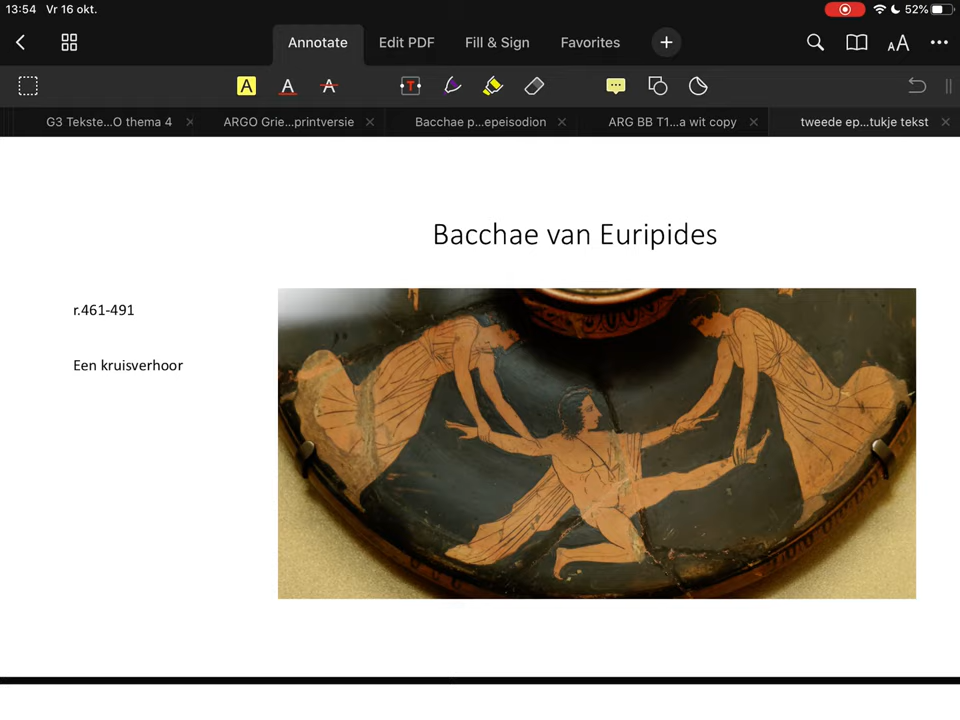 13:54 Vr 16 okt. 52%
Annotate Edit PDF Fill & Sign Favorites
G3 Tekste...O thema 4 ARGO Grie...printversie Bacchae p...epeisodion ARG BB T1...a wit copy tweede ep...tukje tekst
Bacchae van Euripides
r.461-491
Een kruisverhoor